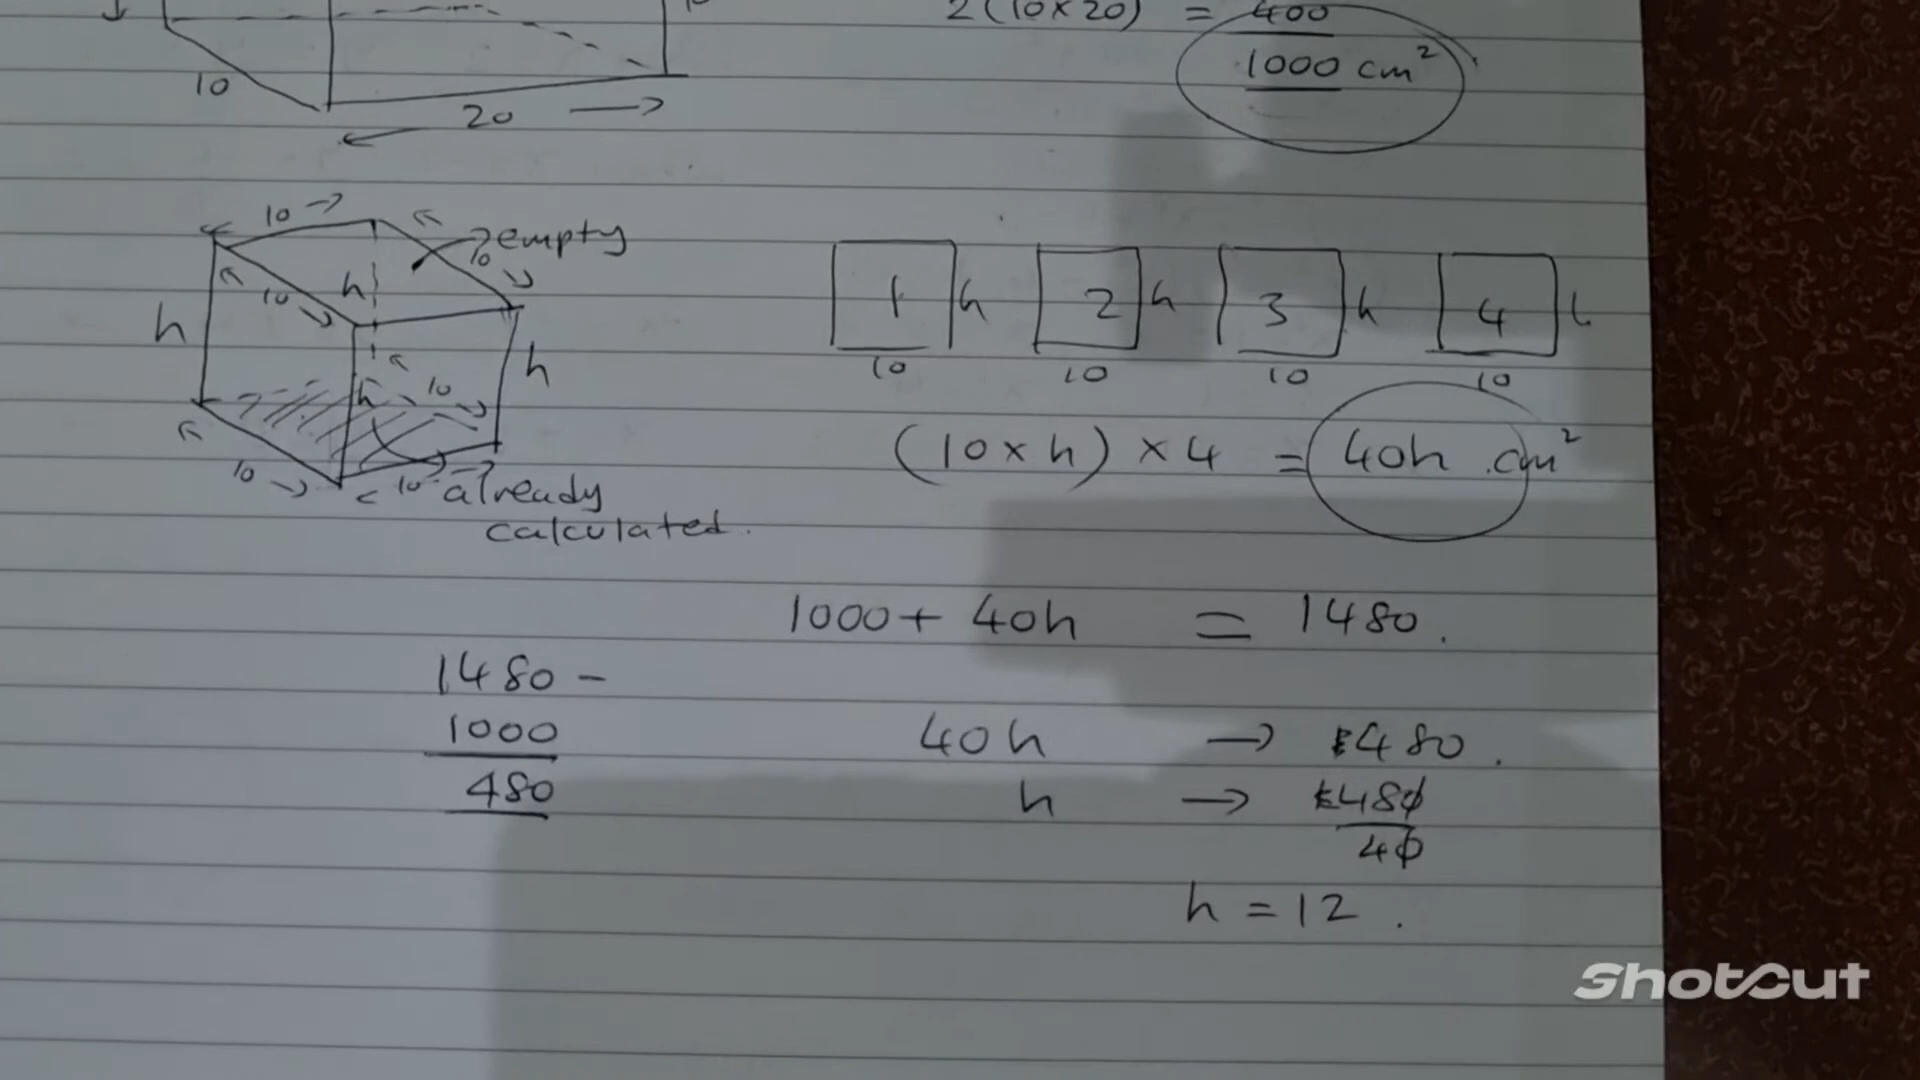 2(10×20) = 400
1000 cm²
10
20
10
empty
10
10
h
h
h
h
10
10
10
already
calculated.
1 h 2 h 3 h 4
10 10 10 10
(10×h)×4 = 40h cm²
1000+ 40h = 1480.
1480 -
1000
480
40h → 480.
h → 480
40
h = 12.
Shotcut